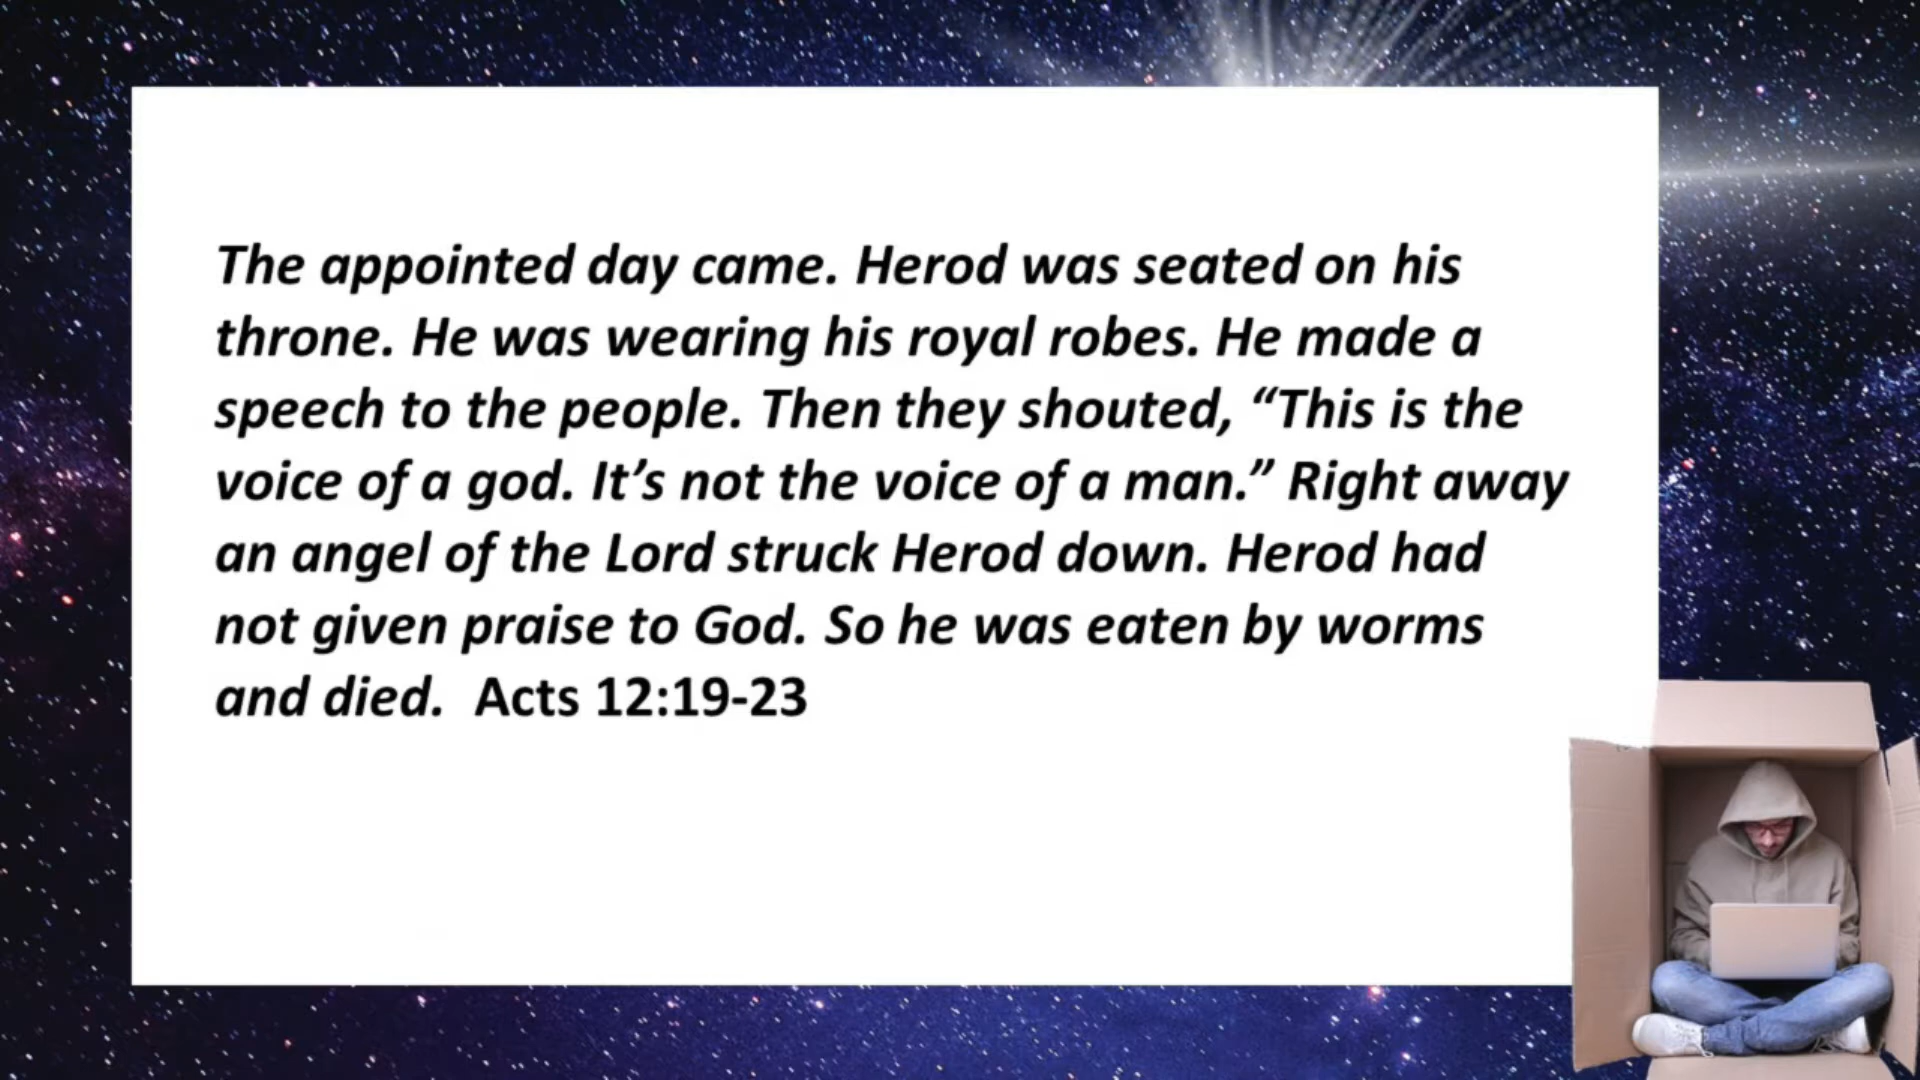 The appointed day came. Herod was seated on his
throne. He was wearing his royal robes. He made a
speech to the people. Then they shouted, “This is the
voice of a god. It’s not the voice of a man.” Right away
an angel of the Lord struck Herod down. Herod had
not given praise to God. So he was eaten by worms
and died.  Acts 12:19-23